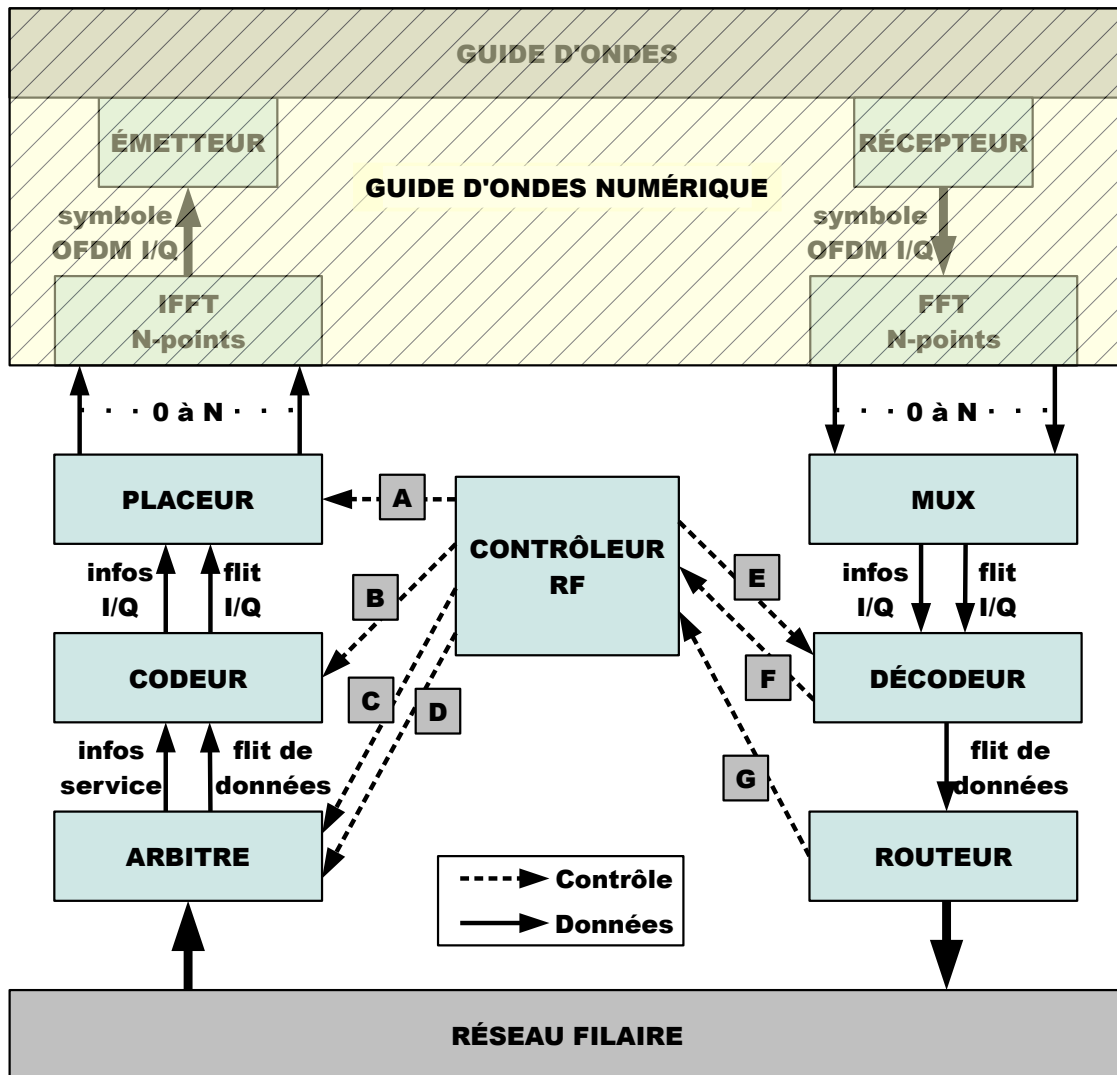 GUIDE D'ONDES
ÉMETTEUR
RÉCEPTEUR
GUIDE D'ONDES NUMÉRIQUE
symbole
OFDM I/Q
symbole
OFDM I/Q
IFFT
N-points
FFT
N-points
0 à N
0 à N
PLACEUR
A
CONTRÔLEUR
RF
MUX
infos
I/Q
flit
I/Q
B
E
infos
I/Q
flit
I/Q
CODEUR
C
D
F
DÉCODEUR
infos
service
flit de
données
G
flit de
données
ARBITRE
Contrôle
Données
ROUTEUR
RÉSEAU FILAIRE